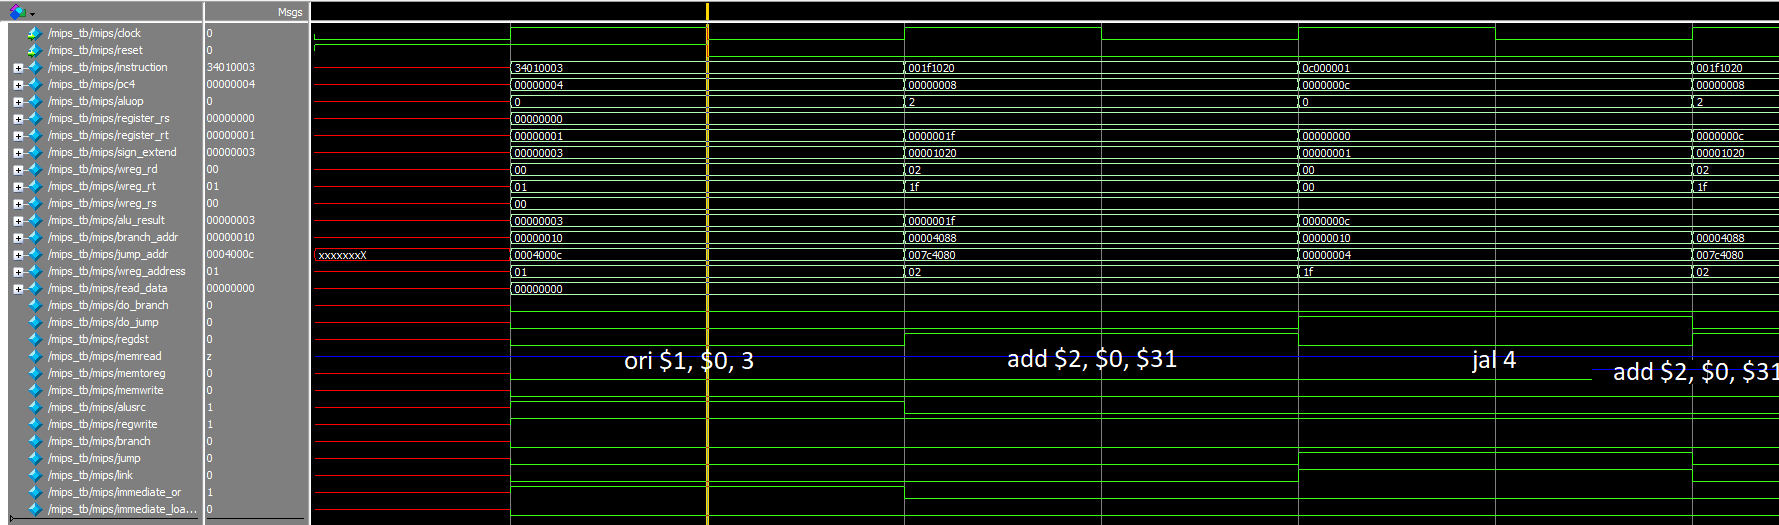 Msgs
/mips_tb/mips/clock 0
/mips_tb/mips/reset 0
/mips_tb/mips/instruction 34010003 34010003 001f1020 0c000001 001f1020
/mips_tb/mips/pc4 00000004 00000004 00000008 0000000c 00000008
/mips_tb/mips/aluop 0 0 2 0 2
/mips_tb/mips/register_rs 00000000 00000000
/mips_tb/mips/register_rt 00000001 00000001 0000001f 00000000 0000000c
/mips_tb/mips/sign_extend 00000003 00000003 00001020 00000001 00001020
/mips_tb/mips/wreg_rd 00 00 02 00 02
/mips_tb/mips/wreg_rt 01 01 1f 00 1f
/mips_tb/mips/wreg_rs 00 00
/mips_tb/mips/alu_result 00000003 00000003 0000001f 0000000c
/mips_tb/mips/branch_addr 00000010 00000010 00004088 00000010 00004088
/mips_tb/mips/jump_addr 0004000c xxxxxxxX 0004000c 007c4080 00000004 007c4080
/mips_tb/mips/wreg_address 01 01 02 1f 02
/mips_tb/mips/read_data 00000000 00000000
/mips_tb/mips/do_branch 0
/mips_tb/mips/do_jump 0
/mips_tb/mips/regdst 0
/mips_tb/mips/memread z
ori $1, $0, 3 add $2, $0, $31 jal 4 add $2, $0, $31
/mips_tb/mips/memtoreg 0
/mips_tb/mips/memwrite 0
/mips_tb/mips/alusrc 1
/mips_tb/mips/regwrite 1
/mips_tb/mips/branch 0
/mips_tb/mips/jump 0
/mips_tb/mips/link 0
/mips_tb/mips/immediate_or 1
/mips_tb/mips/immediate_loa... 0